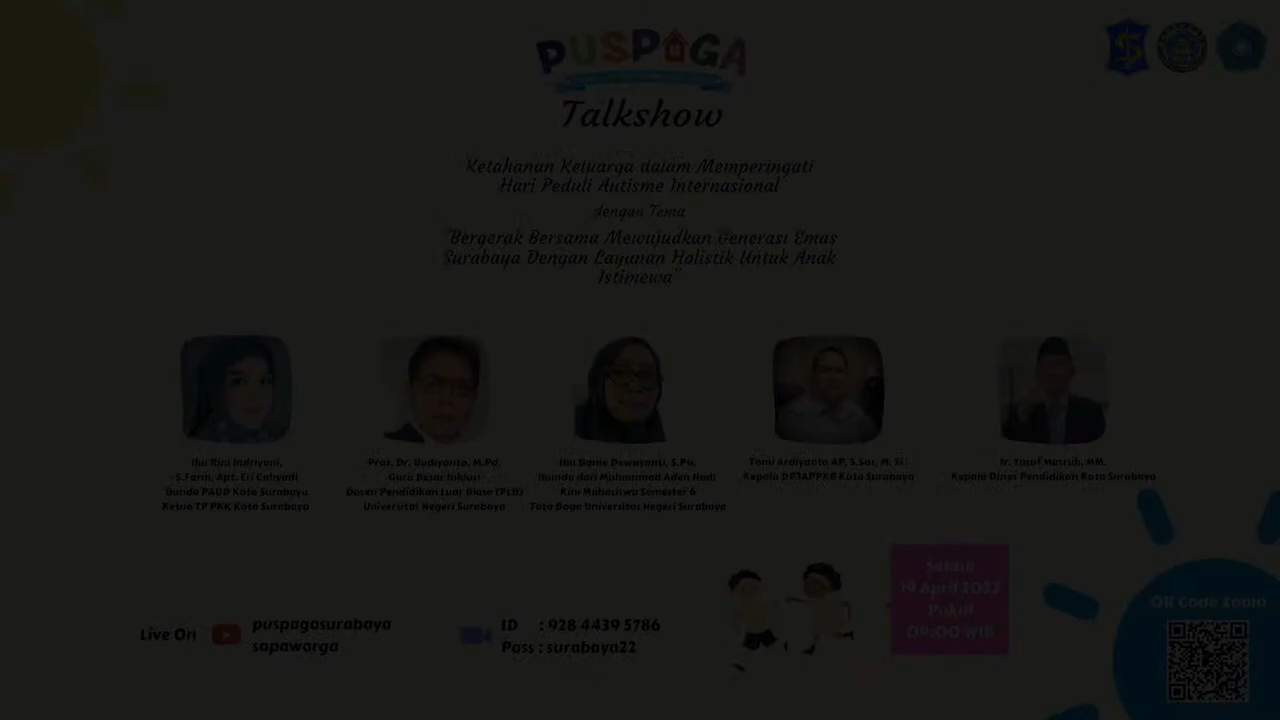 PUSPAGA
Talkshow
Ketahanan Keluarga dalam Memperingati
Hari Peduli Autisme Internasional
dengan Tema
"Bergerak Bersama Mewujudkan Generasi Emas
Surabaya Dengan Layanan Holistik Untuk Anak
Istimewa"
Ibu Rini Indriyani,
S.Farm, Apt. Eri Cahyadi
Bunda PAUD Kota Surabaya
Ketua TP PKK Kota Surabaya
Prof. Dr. Budiyanto, M.Pd,
Guru Besar Inklusi
Dosen Pendidikan Luar Biasa (PLB)
Universitas Negeri Surabaya
Ibunda dari Muhammad Aden Hadi
Kini Mahasiswa Semester 6
Tata Boga Universitas Negeri Surabaya
Tomi Ardiyanto AP, S.Sos, M. Si
Kepala DP3APPKB Kota Surabaya
Ir. Yusuf Masruh, MM.
Kepala Dinas Pendidikan Kota Surabaya
Selasa
19 April 2022
Pukul
09:00 WIB
QR Code Zoom
Live On
puspagasurabaya
sapawarga
ID : 928 4439 5786
Pass : surabaya22